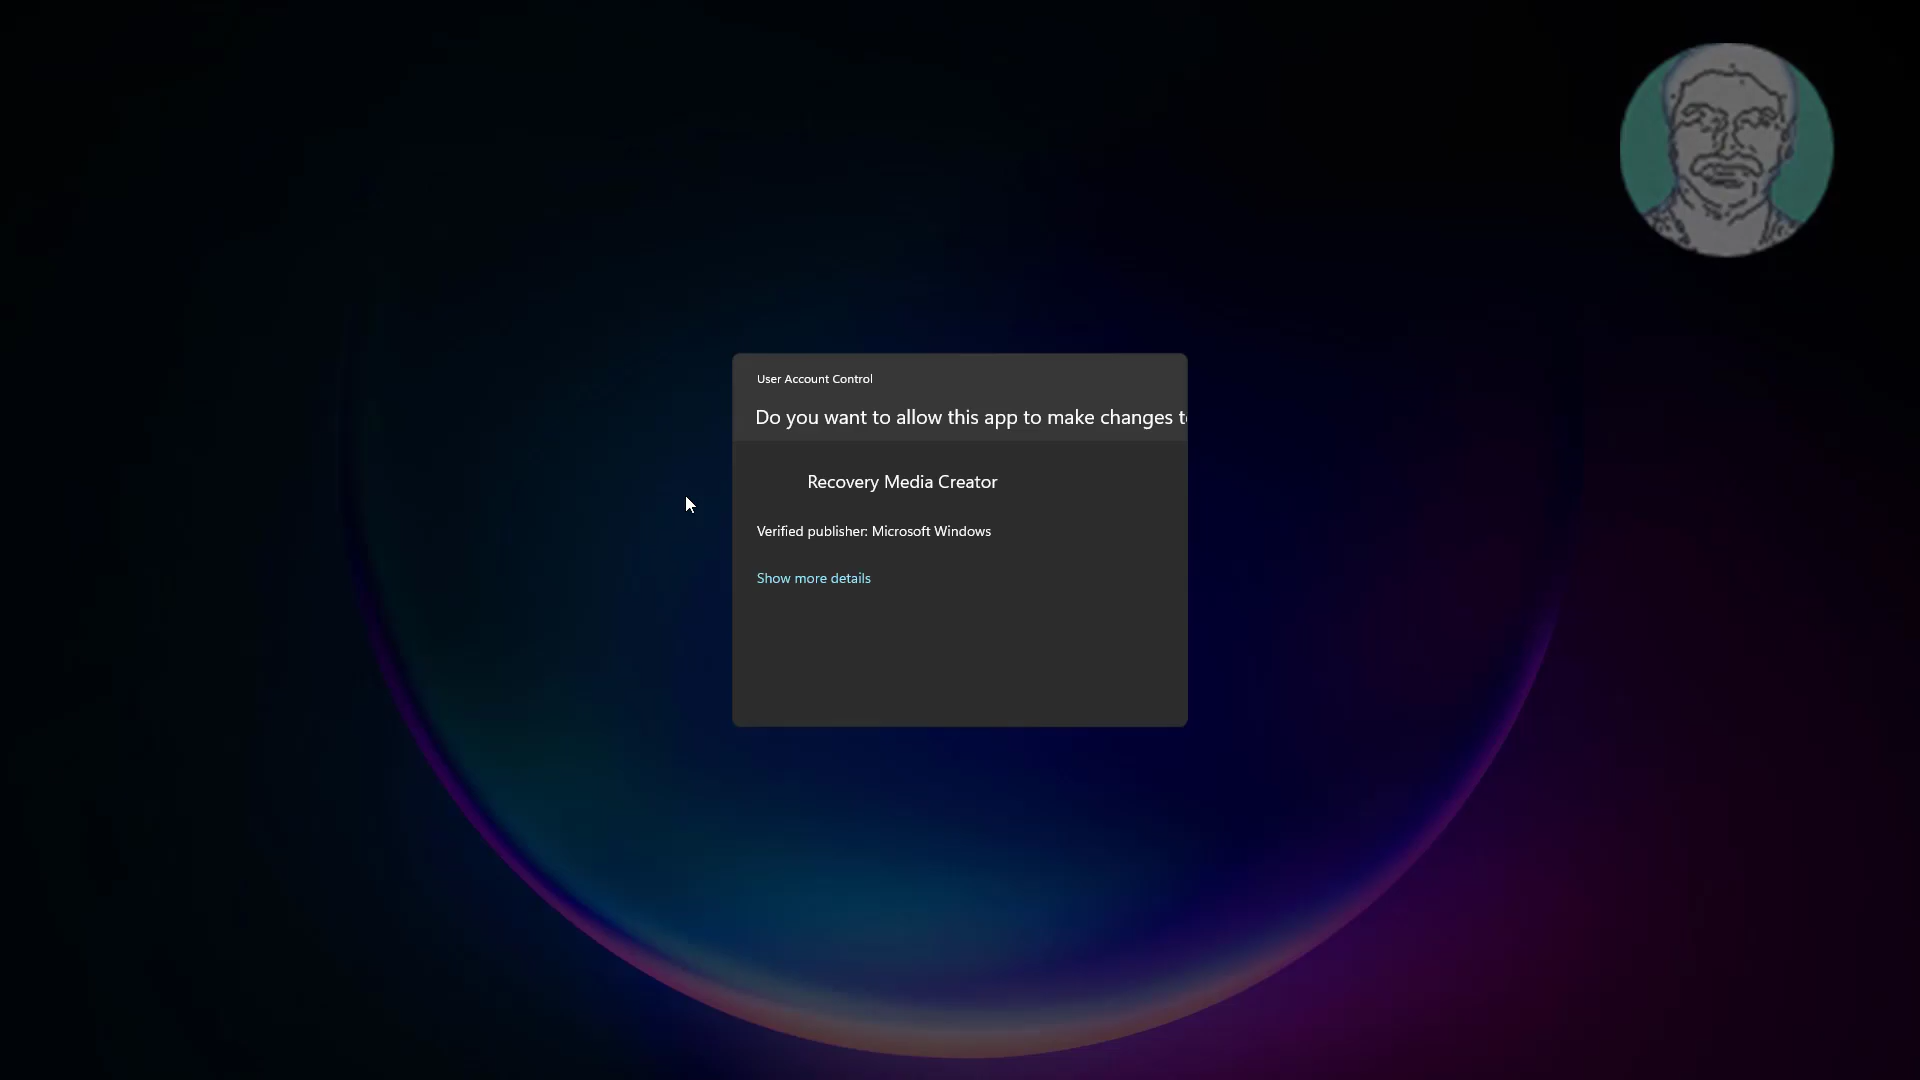 User Account Control
Do you want to allow this app to make changes t
Recovery Media Creator
Verified publisher: Microsoft Windows
Show more details